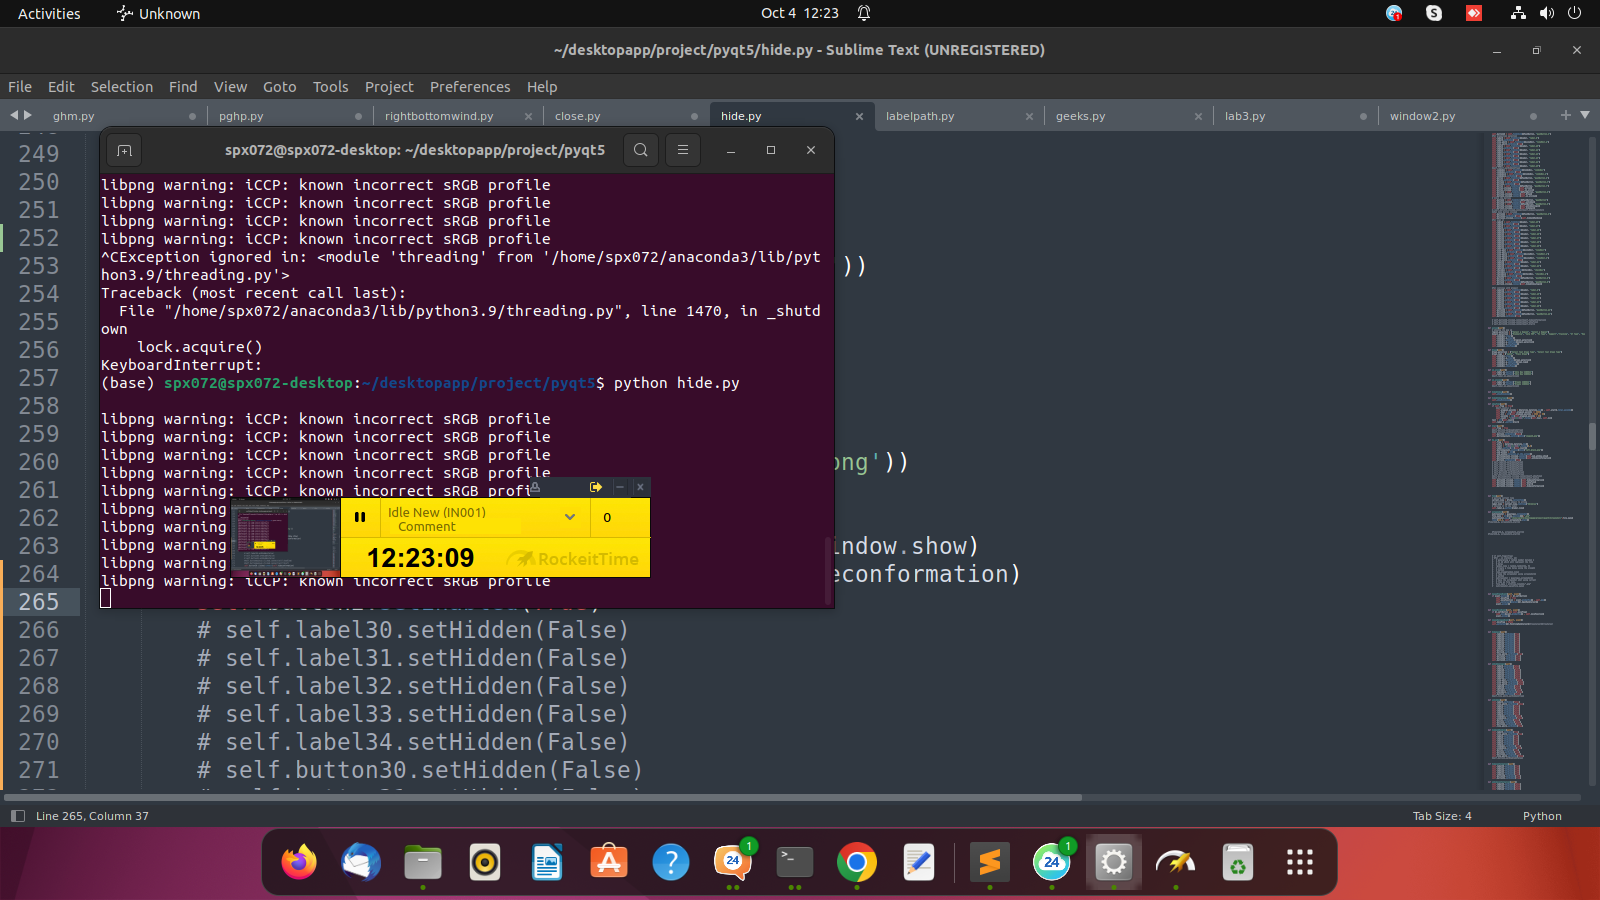 Activities
Unknown
Oct 4 12:23
~/desktopapp/project/pyqt5/hide.py - Sublime Text (UNREGISTERED)
File Edit Selection Find View Goto Tools Project Preferences Help
ghm.py
pghp.py
rightbottomwind.py
close.py
hide.py
labelpath.py
geeks.py
lab3.py
window2.py
spx072@spx072-desktop: ~/desktopapp/project/pyqt5
libpng warning: iCCP: known incorrect sRGB profile
libpng warning: iCCP: known incorrect sRGB profile
libpng warning: iCCP: known incorrect sRGB profile
libpng warning: iCCP: known incorrect sRGB profile
^CException ignored in: <module 'threading' from '/home/spx072/anaconda3/lib/pyt
hon3.9/threading.py'>
Traceback (most recent call last):
File "/home/spx072/anaconda3/lib/python3.9/threading.py", line 1470, in _shutd
own
lock.acquire()
KeyboardInterrupt:
(base) spx072@spx072-desktop:~/desktopapp/project/pyqt5$ python hide.py
libpng warning: iCCP: known incorrect sRGB profile
libpng warning: iCCP: known incorrect sRGB profile
libpng warning: iCCP: known incorrect sRGB profile
libpng warning: iCCP: known incorrect sRGB profile
libpng warning: iCCP: known incorrect sRG
libpng
libpng
libpng
libpng
libpng warning: iCCP: known incorrect sRGB profile
Idle New (IN001)
Comment
0
12:23:09
RockeitTime
249
250
251
252
253 ))
254
255
256
257
258
259
260 ong'))
261
262
263 indow.show)
264 econformation)
265
266 # self.label30.setHidden(False)
267 # self.label31.setHidden(False)
268 # self.label32.setHidden(False)
269 # self.label33.setHidden(False)
270 # self.label34.setHidden(False)
271 # self.button30.setHidden(False)
Line 265, Column 37
Tab Size: 4
Python
24
1
24
1